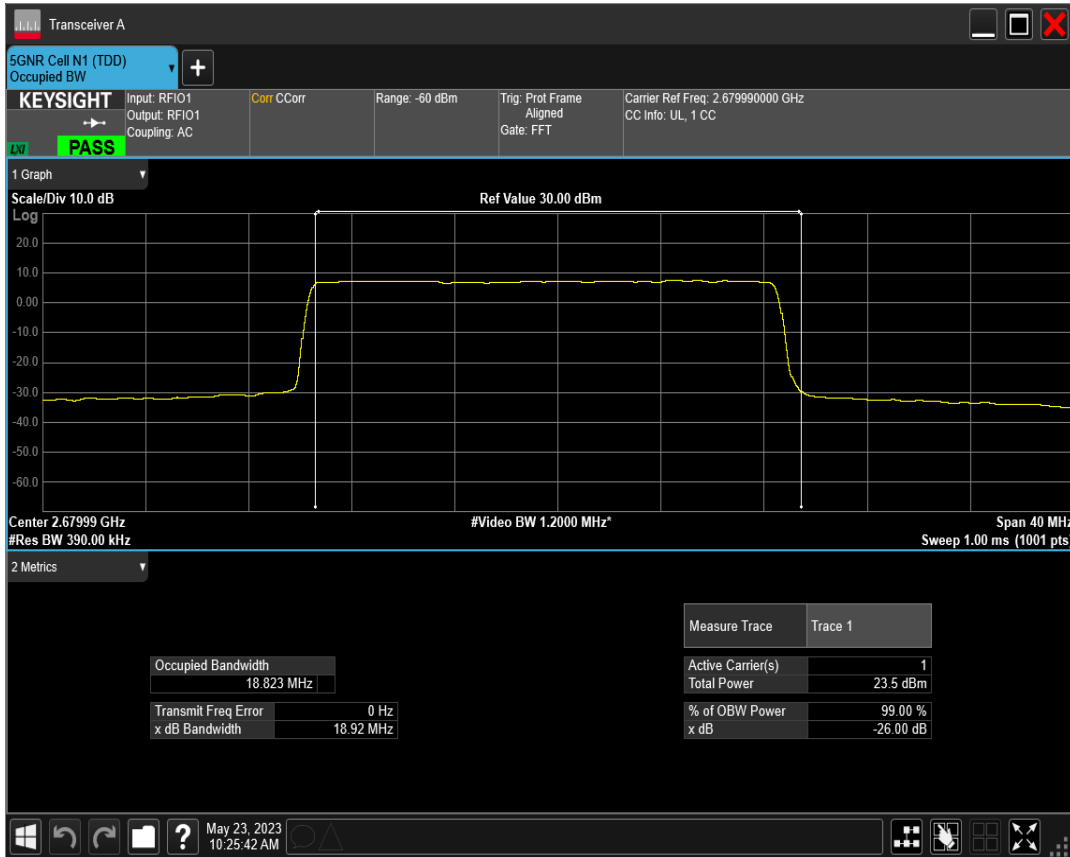 Transceiver A
5GNR Cell N1 (TDD)
Occupied BW
+
KEYSIGHT
LXI
PASS
Input: RFIO1
Output: RFIO1
Coupling: AC
Corr CCorr
Range: -60 dBm
Trig: Prot Frame
Aligned
Gate: FFT
Carrier Ref Freq: 2.679990000 GHz
CC Info: UL, 1 CC
1 Graph
Scale/Div 10.0 dB
Ref Value 30.00 dBm
Log
20.0
10.0
0.00
-10.0
-20.0
-30.0
-40.0
-50.0
-60.0
Center 2.67999 GHz
#Video BW 1.2000 MHz*
Span 40 MHz
#Res BW 390.00 kHz
Sweep 1.00 ms (1001 pts)
2 Metrics
Measure Trace Trace 1
Occupied Bandwidth
18.823 MHz
Active Carrier(s) 1
Total Power 23.5 dBm
Transmit Freq Error 0 Hz
x dB Bandwidth 18.92 MHz
% of OBW Power 99.00 %
x dB -26.00 dB
?
May 23, 2023
10:25:42 AM